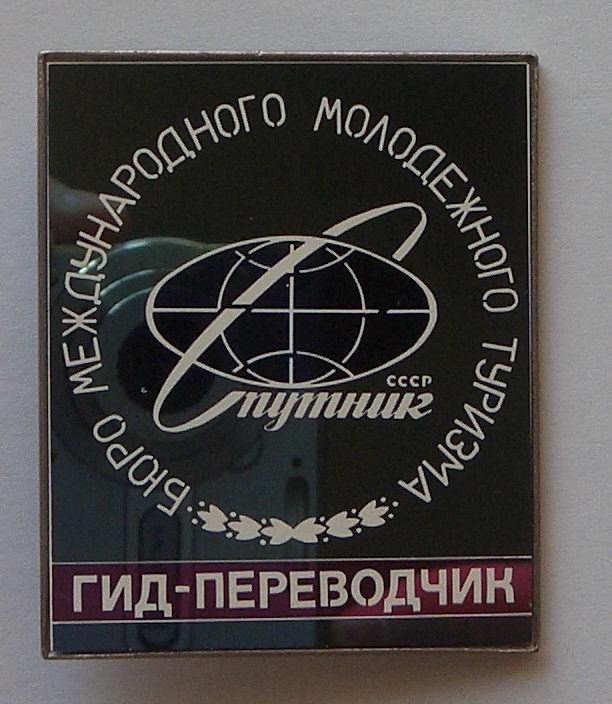 БЮРО МЕЖДУНАРОДНОГО МОЛОДЕЖНОГО ТУРИЗМА
СССР
Спутник
ГИД-ПЕРЕВОДЧИК